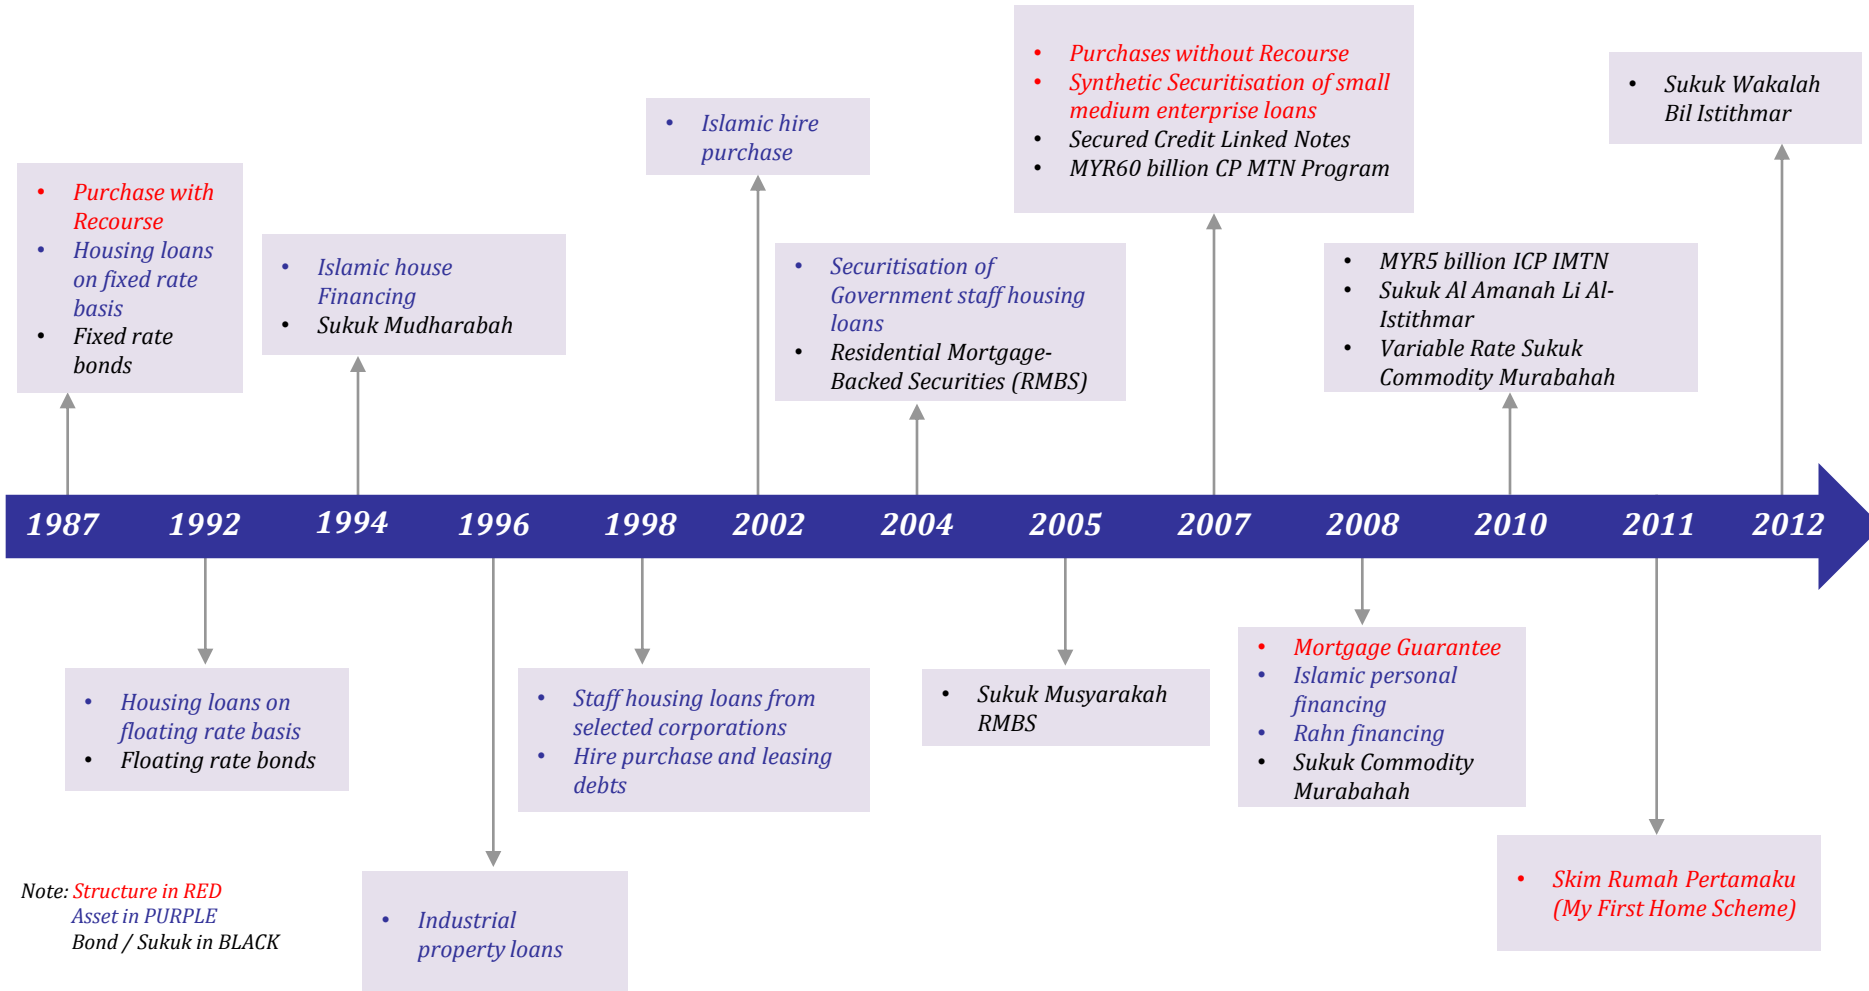 • Purchases without Recourse
• Synthetic Securitisation of small
medium enterprise loans
• Secured Credit Linked Notes
• MYR60 billion CP MTN Program
• Sukuk Wakalah
Bil Istithmar
• Islamic hire
purchase
• Purchase with
Recourse
• Housing loans
on fixed rate
basis
• Fixed rate
bonds
• Islamic house
Financing
• Sukuk Mudharabah
• Securitisation of
Government staff housing
loans
• Residential Mortgage-
Backed Securities (RMBS)
• MYR5 billion ICP IMTN
• Sukuk Al Amanah Li Al-
Istithmar
• Variable Rate Sukuk
Commodity Murabahah
1987 1992 1994 1996 1998 2002 2004 2005 2007 2008 2010 2011 2012
• Housing loans on
floating rate basis
• Floating rate bonds
• Staff housing loans from
selected corporations
• Hire purchase and leasing
debts
• Sukuk Musyarakah
RMBS
• Mortgage Guarantee
• Islamic personal
financing
• Rahn financing
• Sukuk Commodity
Murabahah
• Industrial
property loans
• Skim Rumah Pertamaku
(My First Home Scheme)
Note: Structure in RED
Asset in PURPLE
Bond / Sukuk in BLACK